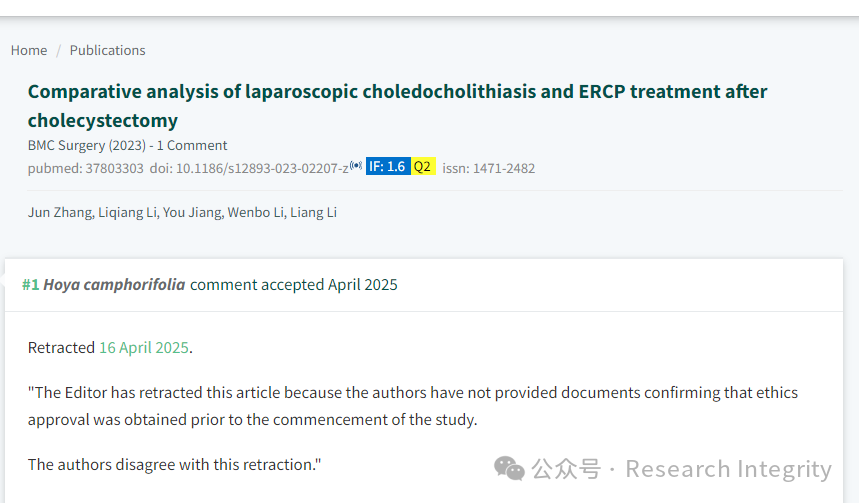 Home / Publications
Comparative analysis of laparoscopic choledocholithiasis and ERCP treatment after
cholecystectomy
BMC Surgery (2023) - 1 Comment
pubmed: 37803303 doi: 10.1186/s12893-023-02207-z IF: 1.6 Q2 issn: 1471-2482
Jun Zhang, Liqiang Li, You Jiang, Wenbo Li, Liang Li
#1 Hoya camphorifolia comment accepted April 2025
Retracted 16 April 2025.
"The Editor has retracted this article because the authors have not provided documents confirming that ethics
approval was obtained prior to the commencement of the study.
The authors disagree with this retraction."
公众号 · Research Integrity